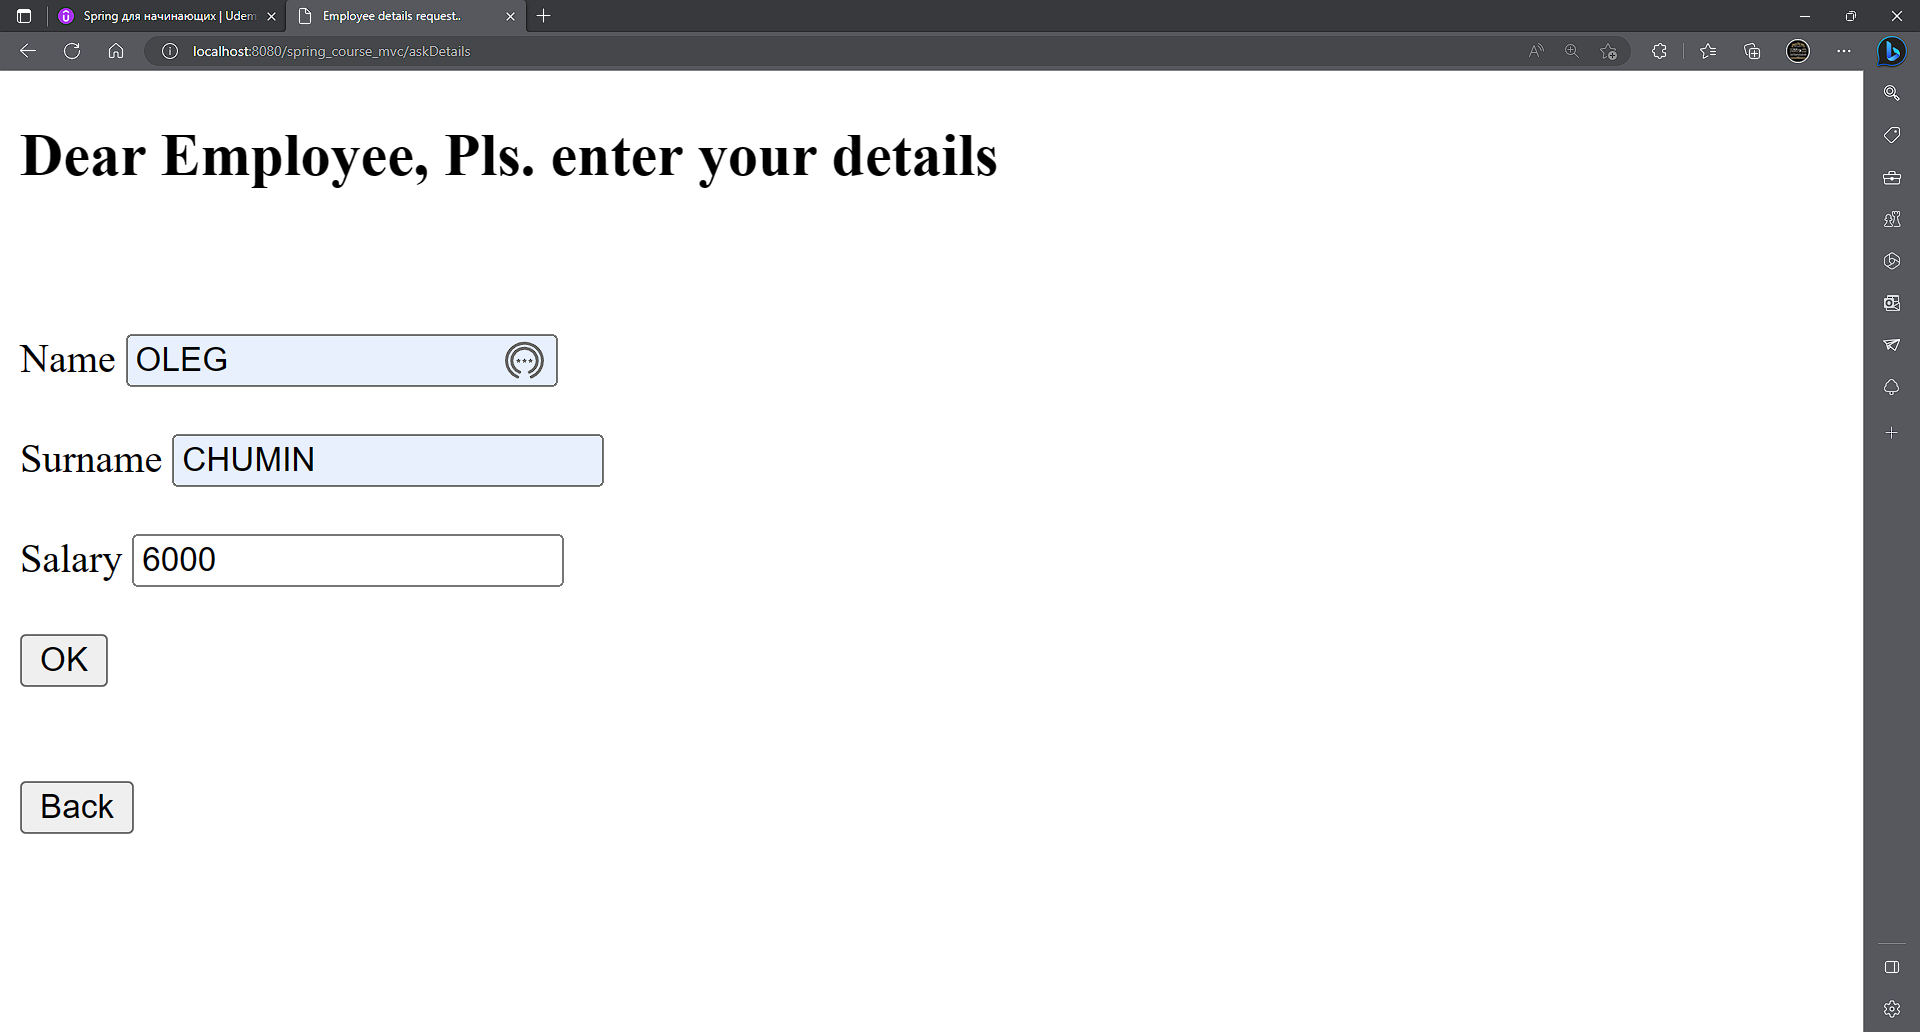 Spring для начинающих | Udem
Employee details request..
localhost:8080/spring_course_mvc/askDetails
Dear Employee, Pls. enter your details
Name OLEG
Surname CHUMIN
Salary 6000
OK
Back